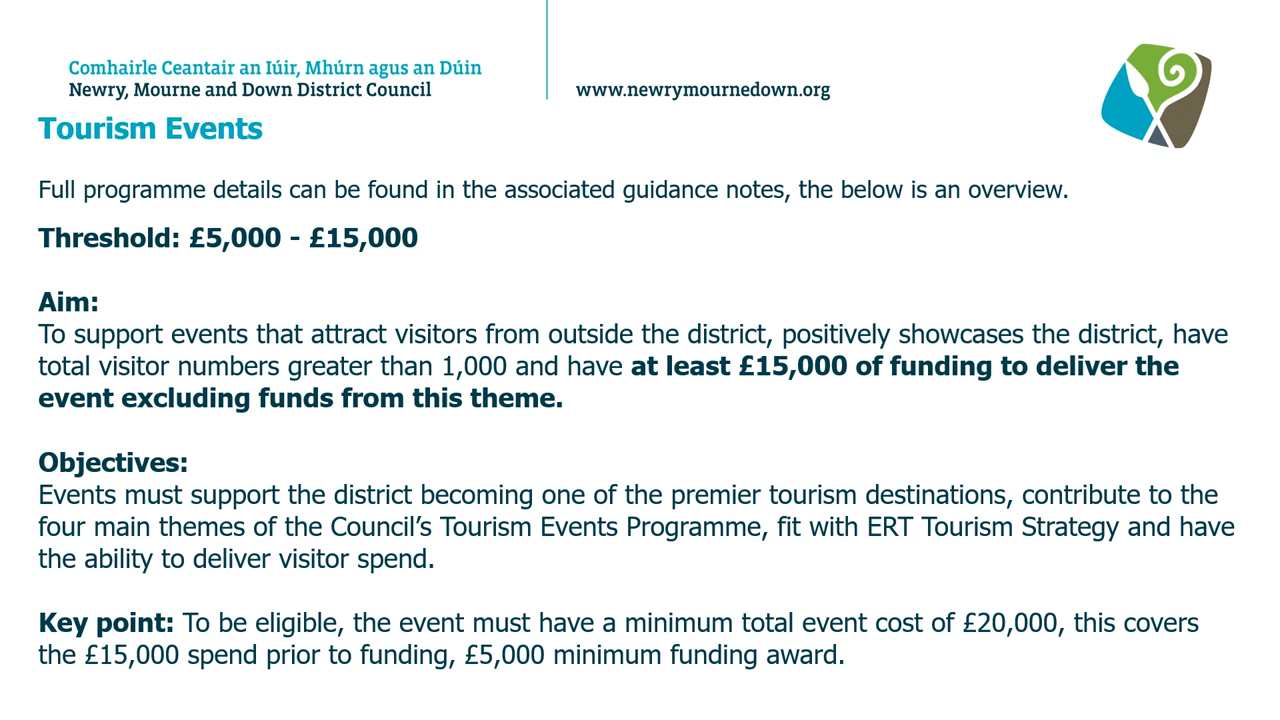 Comhairle Ceantair an Iúir, Mhúrn agus an Dúin
Newry, Mourne and Down District Council
www.newrymournedown.org
Tourism Events
Full programme details can be found in the associated guidance notes, the below is an overview.
Threshold: £5,000 - £15,000
Aim:
To support events that attract visitors from outside the district, positively showcases the district, have
total visitor numbers greater than 1,000 and have at least £15,000 of funding to deliver the
event excluding funds from this theme.
Objectives:
Events must support the district becoming one of the premier tourism destinations, contribute to the
four main themes of the Council’s Tourism Events Programme, fit with ERT Tourism Strategy and have
the ability to deliver visitor spend.
Key point: To be eligible, the event must have a minimum total event cost of £20,000, this covers
the £15,000 spend prior to funding, £5,000 minimum funding award.